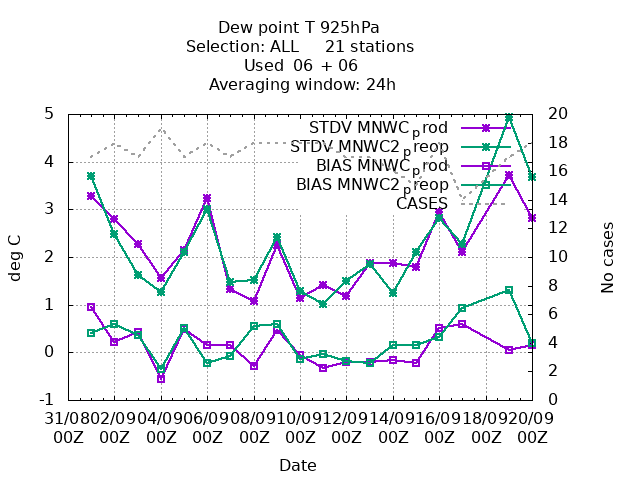 Dew point T 925hPa
Selection: ALL 21 stations
Used 06 + 06
Averaging window: 24h
STDV MNWC_prod
STDV MNWC2_preop
BIAS MNWC_prod
BIAS MNWC2_preop
CASES
deg C
5
4
3
2
1
0
-1
No cases
20
18
16
14
12
10
8
6
4
2
0
31/08 02/09 04/09 06/09 08/09 10/09 12/09 14/09 16/09 18/09 20/09
00Z 00Z 00Z 00Z 00Z 00Z 00Z 00Z 00Z 00Z 00Z
Date